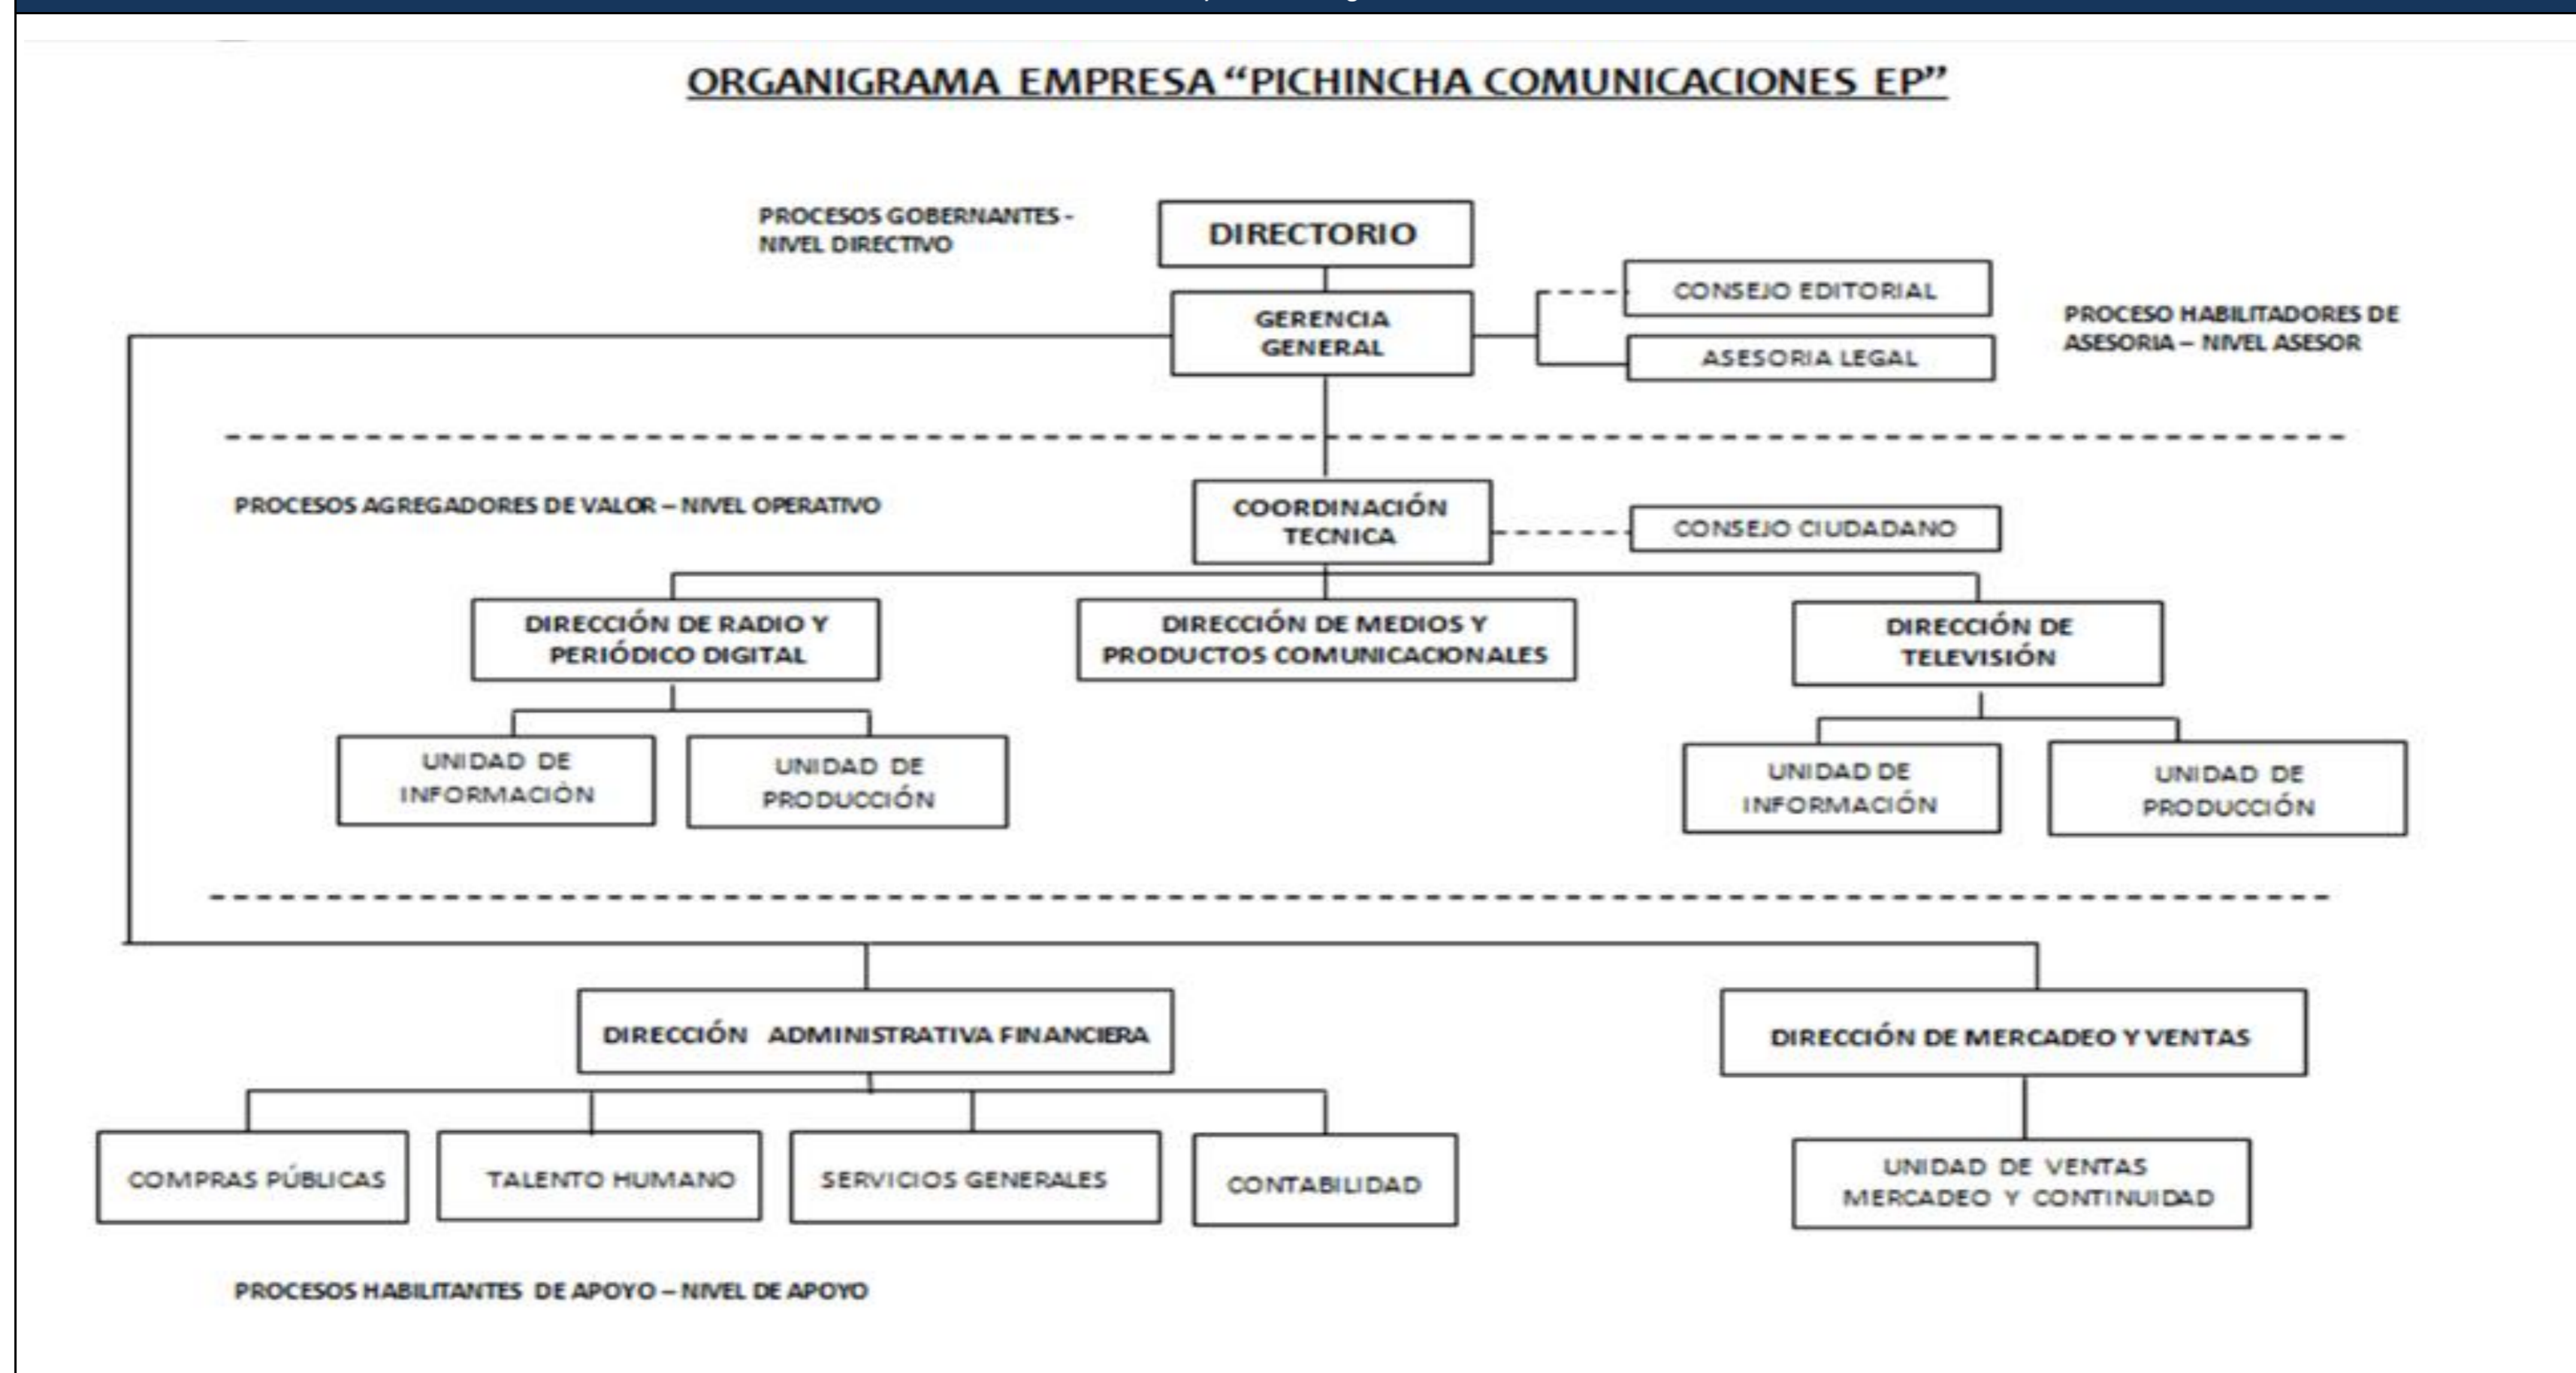 ORGANIGRAMA EMPRESA “PICHINCHA COMUNICACIONES EP”
PROCESOS GOBERNANTES -
NIVEL DIRECTIVO
DIRECTORIO
GERENCIA
GENERAL
CONSEJO EDITORIAL
ASESORIA LEGAL
PROCESO HABILITADORES DE
ASESORIA – NIVEL ASESOR
PROCESOS AGREGADORES DE VALOR – NIVEL OPERATIVO
COORDINACIÓN
TECNICA
CONSEJO CIUDADANO
DIRECCIÓN DE RADIO Y
PERIÓDICO DIGITAL
DIRECCIÓN DE MEDIOS Y
PRODUCTOS COMUNICACIONALES
DIRECCIÓN DE
TELEVISIÓN
UNIDAD DE
INFORMACIÒN
UNIDAD DE
PRODUCCIÓN
UNIDAD DE
INFORMACIÓN
UNIDAD DE
PRODUCCIÓN
DIRECCIÓN ADMINISTRATIVA FINANCIERA
DIRECCIÓN DE MERCADEO Y VENTAS
COMPRAS PÚBLICAS
TALENTO HUMANO
SERVICIOS GENERALES
CONTABILIDAD
UNIDAD DE VENTAS
MERCADEO Y CONTINUIDAD
PROCESOS HABILITANTES DE APOYO – NIVEL DE APOYO